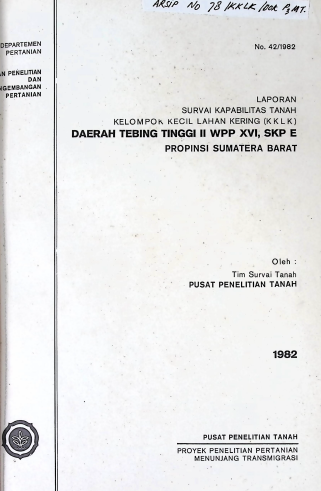 ARSIP No 78 /KKLK/
No. 42/1982
DEPARTEMEN
PERTANIAN
AN PENELITIAN
DAN
NGEMBANGAN
PERTANIAN
LAPORAN
SURVAI KAPABILITAS TANAH
KELOMPOK KECIL LAHAN KERING (KKLK)
DAERAH TEBING TINGGI II WPP XVI, SKP E
PROPINSI SUMATERA BARAT
Oleh :
Tim Survai Tanah
PUSAT PENELITIAN TANAH
1982
PUSAT PENELITIAN TANAH
PROYEK PENELITIAN PERTANIAN
MENUNJANG TRANSMIGRASI